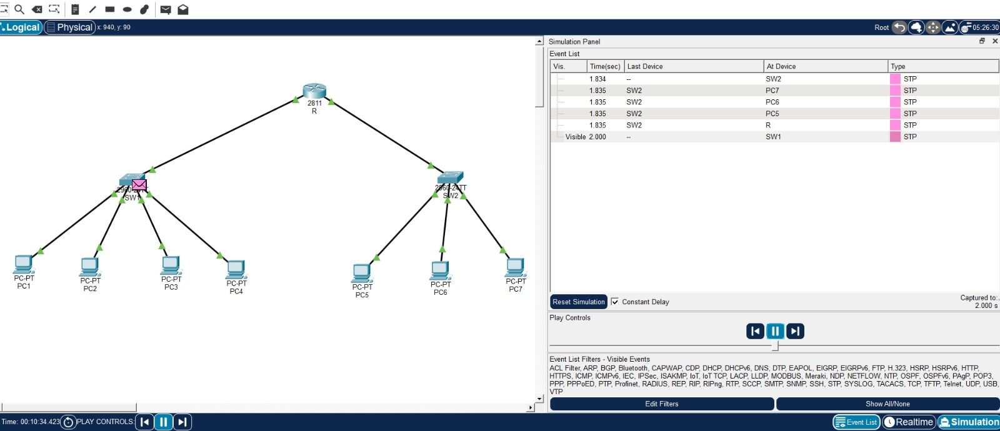 Logical Physical x: 940, y: 90 Root 05:26:30
Simulation Panel
Event List
Vis. Time(sec) Last Device At Device Type
1.834 -- SW2 STP
1.835 SW2 PC7 STP
1.835 SW2 PC6 STP
1.835 SW2 PC5 STP
1.835 SW2 R STP
Visible 2.000 -- SW1 STP
2811
R
SW1
2960-24TT
SW2
PC-PT
PC1
PC-PT
PC2
PC-PT
PC3
PC-PT
PC4
PC-PT
PC5
PC-PT
PC6
PC-PT
PC7
Reset Simulation Constant Delay
Captured to:
2.000 s
Play Controls
Event List Filters - Visible Events
ACL Filter, ARP, BGP, Bluetooth, CAPWAP, CDP, DHCP, DHCPv6, DNS, DTP, EAPOL, EIGRP, EIGRPv6, FTP, H.323, HSRP, HSRPv6, HTTP,
HTTPS, ICMP, ICMPv6, IEC, IPSec, ISAKMP, IoT, IoT TCP, LACP, LLDP, MODBUS, Meraki, NDP, NETFLOW, NTP, OSPF, OSPFv6, PAgP, POP3,
PPP, PPPoED, PTP, Profinet, RADIUS, REP, RIP, RIPng, RTP, SCCP, SMTP, SNMP, SSH, STP, SYSLOG, TACACS, TCP, TFTP, Telnet, UDP, USB,
VTP
Edit Filters Show All/None
Time: 00:10:34.423 PLAY CONTROLS: Event List Realtime Simulation